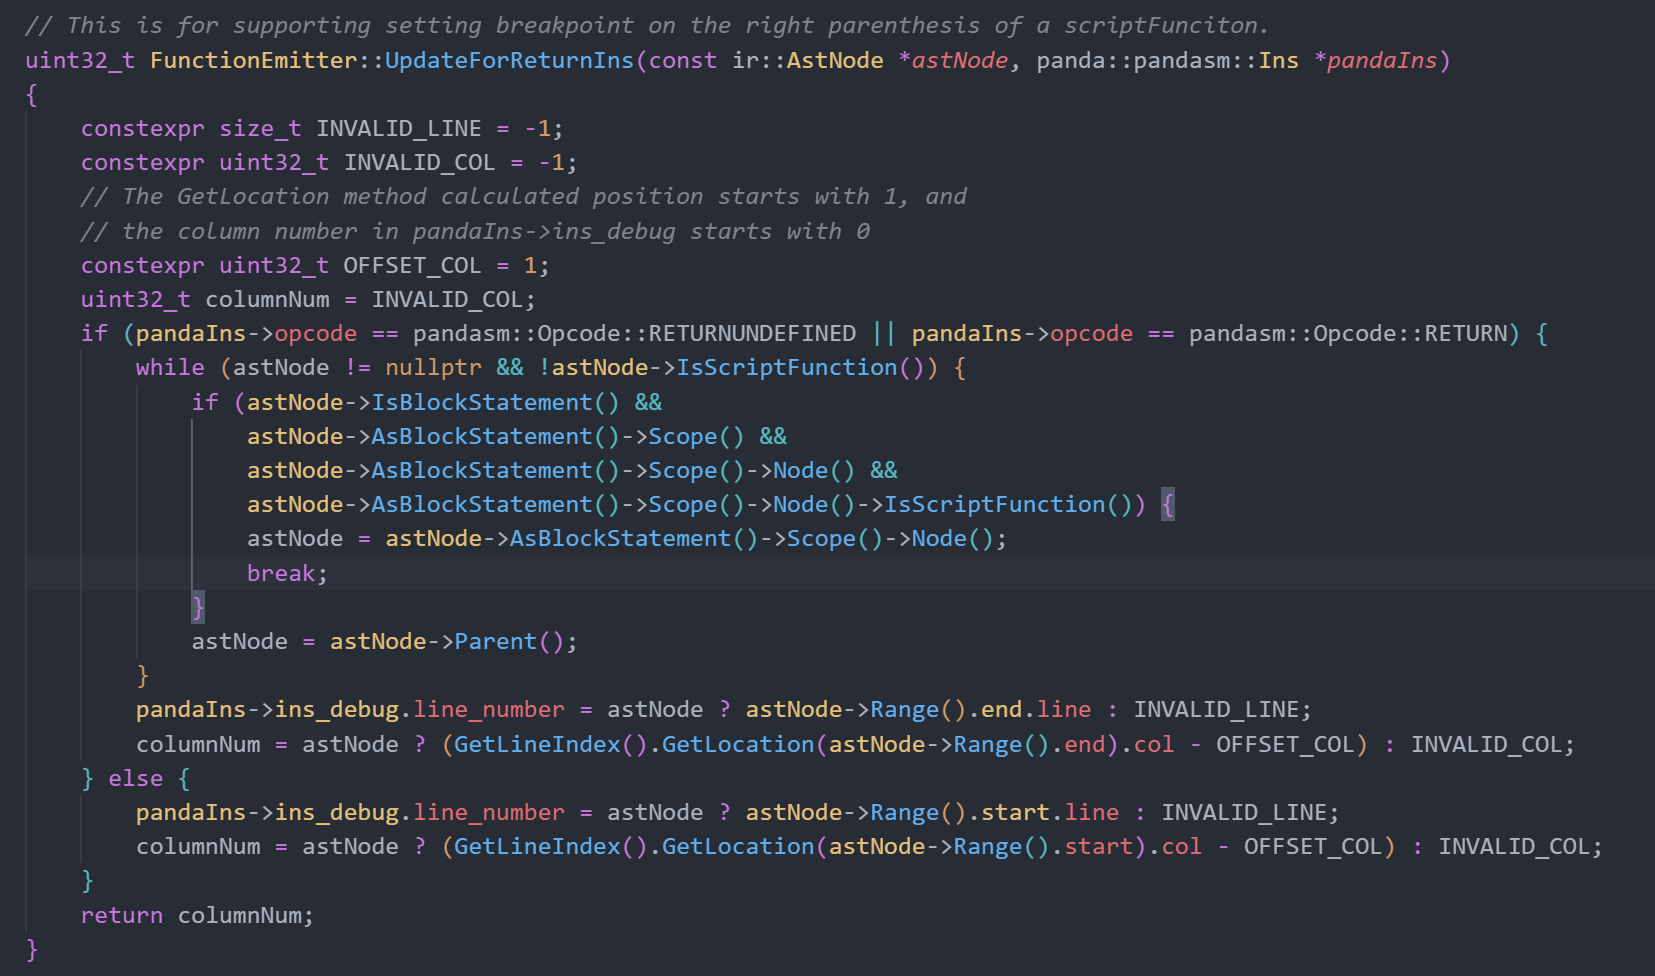 // This is for supporting setting breakpoint on the right parenthesis of a scriptFunciton.
uint32_t FunctionEmitter::UpdateForReturnIns(const ir::AstNode *astNode, panda::pandasm::Ins *pandaIns)
{
    constexpr size_t INVALID_LINE = -1;
    constexpr uint32_t INVALID_COL = -1;
    // The GetLocation method calculated position starts with 1, and
    // the column number in pandaIns->ins_debug starts with 0
    constexpr uint32_t OFFSET_COL = 1;
    uint32_t columnNum = INVALID_COL;
    if (pandaIns->opcode == pandasm::Opcode::RETURNUNDEFINED || pandaIns->opcode == pandasm::Opcode::RETURN) {
        while (astNode != nullptr && !astNode->IsScriptFunction()) {
            if (astNode->IsBlockStatement() &&
                astNode->AsBlockStatement()->Scope() &&
                astNode->AsBlockStatement()->Scope()->Node() &&
                astNode->AsBlockStatement()->Scope()->Node()->IsScriptFunction()) {
                astNode = astNode->AsBlockStatement()->Scope()->Node();
                break;
            }
            astNode = astNode->Parent();
        }
        pandaIns->ins_debug.line_number = astNode ? astNode->Range().end.line : INVALID_LINE;
        columnNum = astNode ? (GetLineIndex().GetLocation(astNode->Range().end).col - OFFSET_COL) : INVALID_COL;
    } else {
        pandaIns->ins_debug.line_number = astNode ? astNode->Range().start.line : INVALID_LINE;
        columnNum = astNode ? (GetLineIndex().GetLocation(astNode->Range().start).col - OFFSET_COL) : INVALID_COL;
    }
    return columnNum;
}